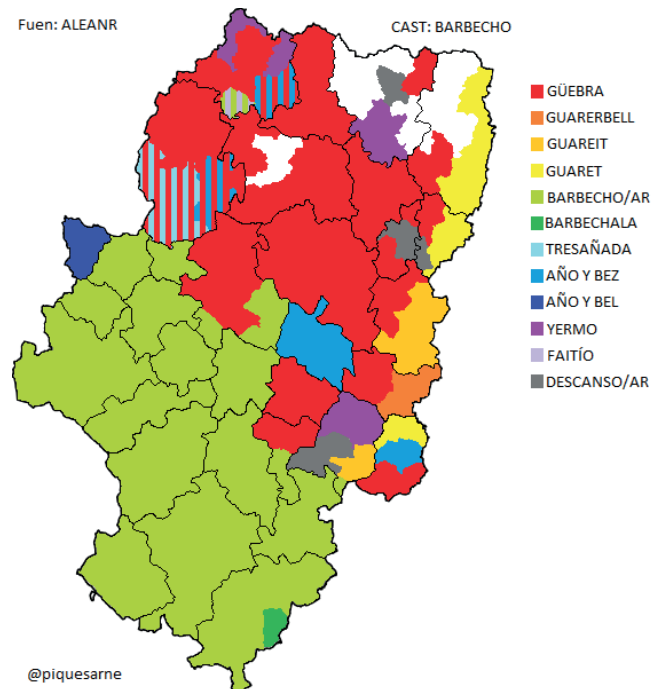 Fuen: ALEANR
CAST: BARBECHO
GÜEBRA
GUARERBELL
GUAREIT
GUARET
BARBECHO/AR
BARBECHALA
TRESAÑADA
AÑO Y BEZ
AÑO Y BEL
YERMO
FAITÍO
DESCANSO/AR
@piquesarne